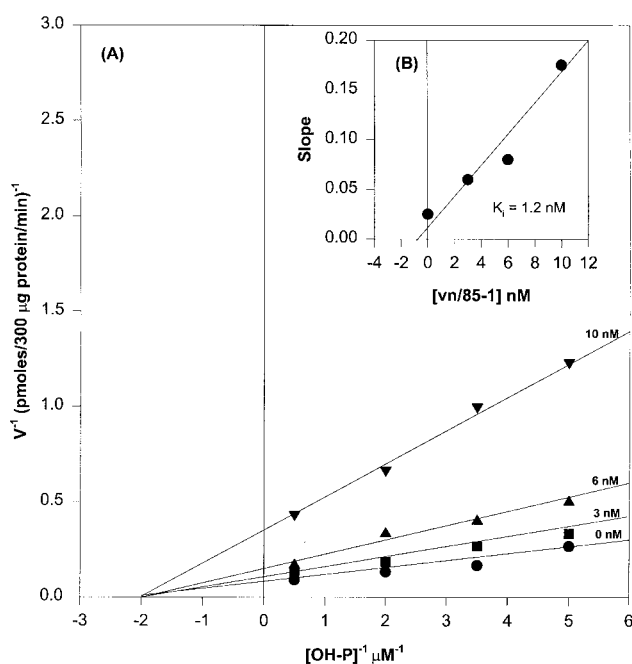 3.0
(A)
2.5
2.0
1.5
1.0
0.5
0.0
V⁻¹ (pmoles/300 µg protein/min)⁻¹
-3 -2 -1 0 1 2 3 4 5 6
[OH-P]⁻¹ µM⁻¹
10 nM
6 nM
3 nM
0 nM
0.20
(B)
0.15
0.10
0.05
0.00
Slope
Kᵢ = 1.2 nM
-4 -2 0 2 4 6 8 10 12
[vn/85-1] nM